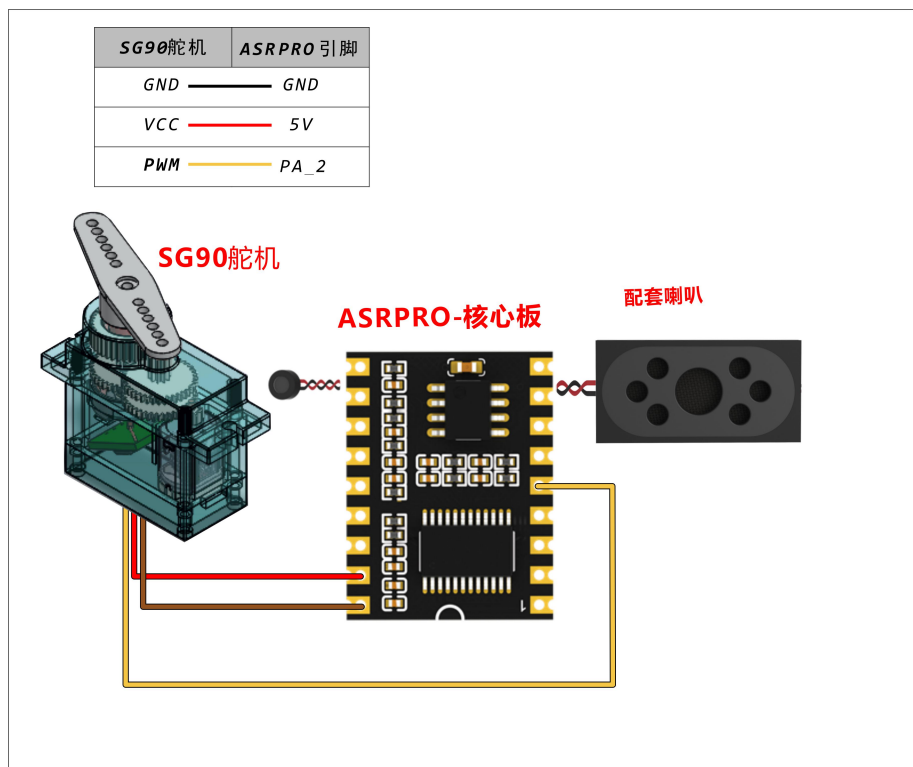 SG90舵机 ASRPRO引脚
GND GND
VCC 5V
PWM PA_2
SG90舵机
ASRPRO-核心板
配套喇叭
1